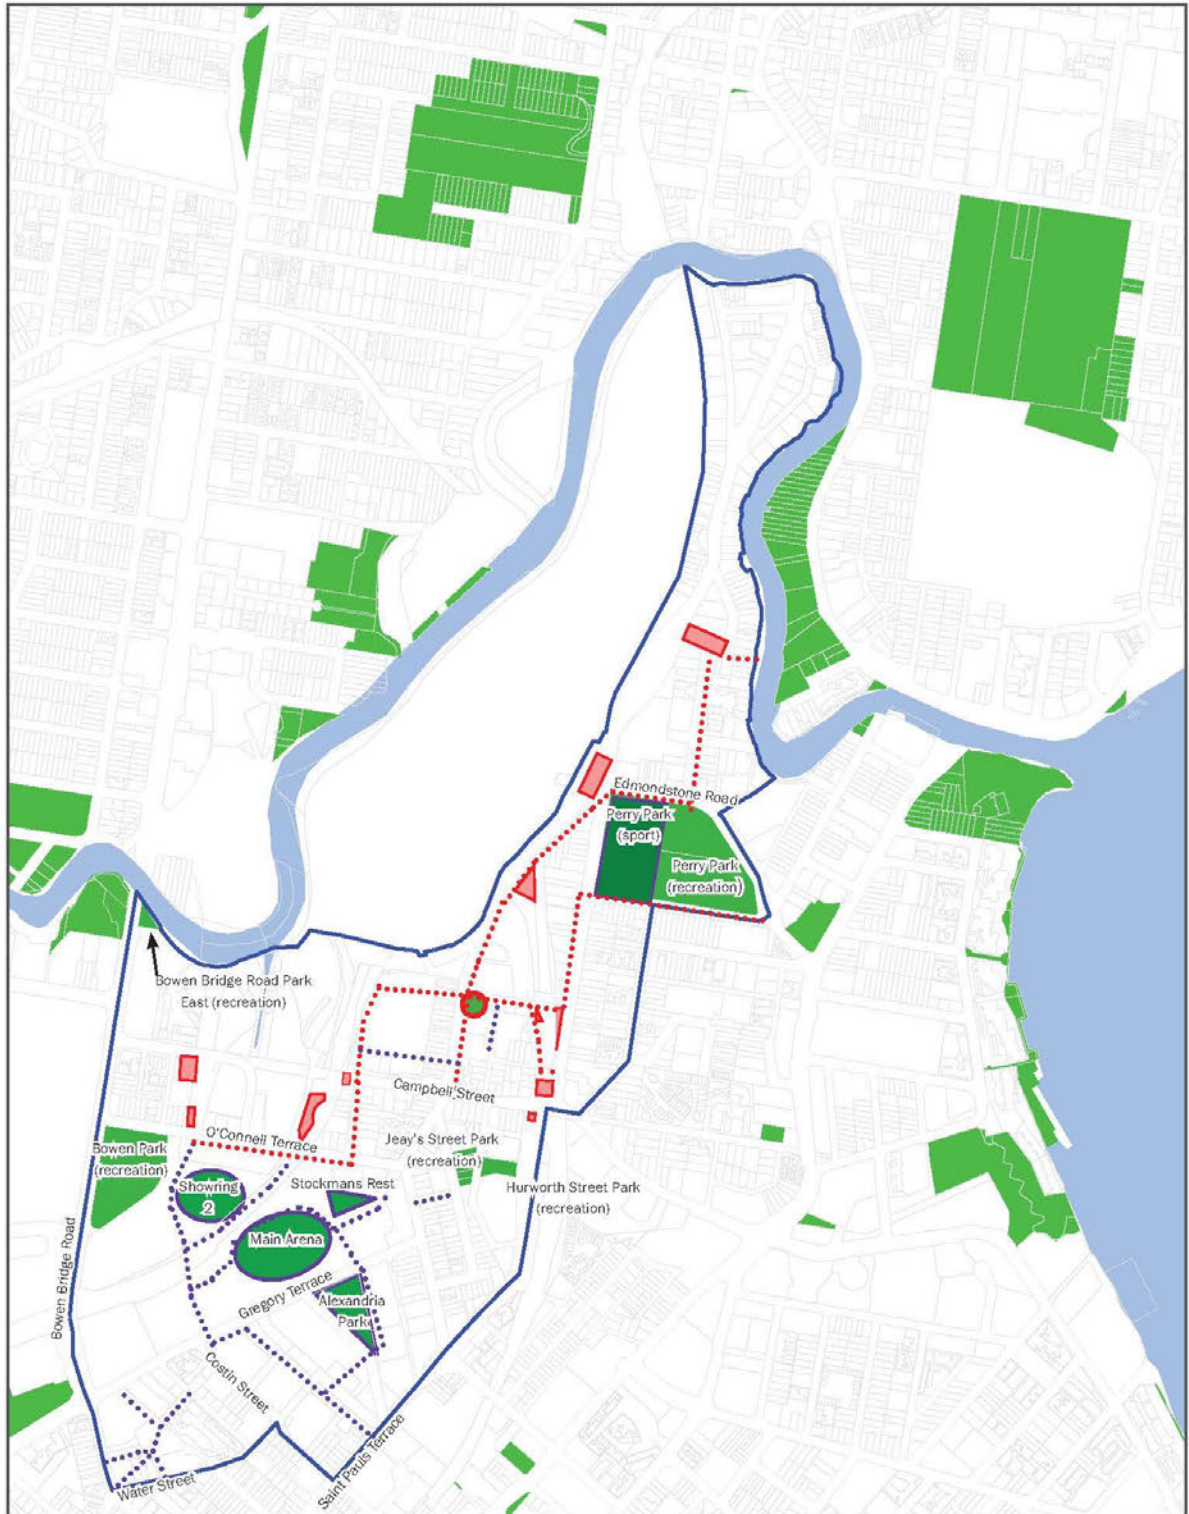 Edmondstone Road
Perry Park
(sport)
Perry Park
(recreation)
Bowen Bridge Road Park
East (recreation)
Campbell Street
O'Connell Terrace
Jeay's Street Park
(recreation)
Bowen Park
(recreation)
Stockmans Rest
Showring
2
Hurworth Street Park
(recreation)
Main Arena
Gregory Terrace
Alexandria
Park
Bowen Bridge Road
Costin Street
Saint Pauls Terrace
Water Street